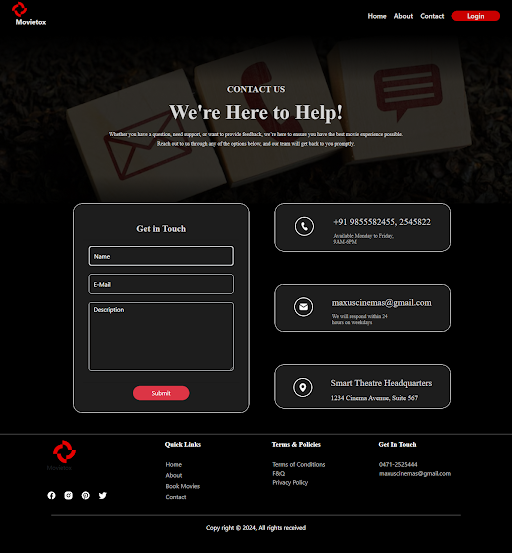 Movietox
Home
About
Contact
Login
CONTACT US
We're Here to Help!
Whether you have a question, need support, or want to provide feedback, we're here to ensure you have the best movie experience possible.
Reach out to us through any of the options below, and our team will get back to you promptly.
Get in Touch
Name
E-Mail
Description
Submit
+91 9855582455, 2545822
Available Monday to Friday,
9AM-6PM
maxuscinemas@gmail.com
We will respond within 24
hours on weekdays
Smart Theatre Headquarters
1234 Cinema Avenue, Suite 567
Movietox
Quick Links
Home
About
Book Movies
Contact
Terms & Policies
Terms of Conditions
F&Q
Privacy Policy
Get In Touch
0471-2525444
maxuscinemas@gmail.com
Copy right © 2024, All rights received